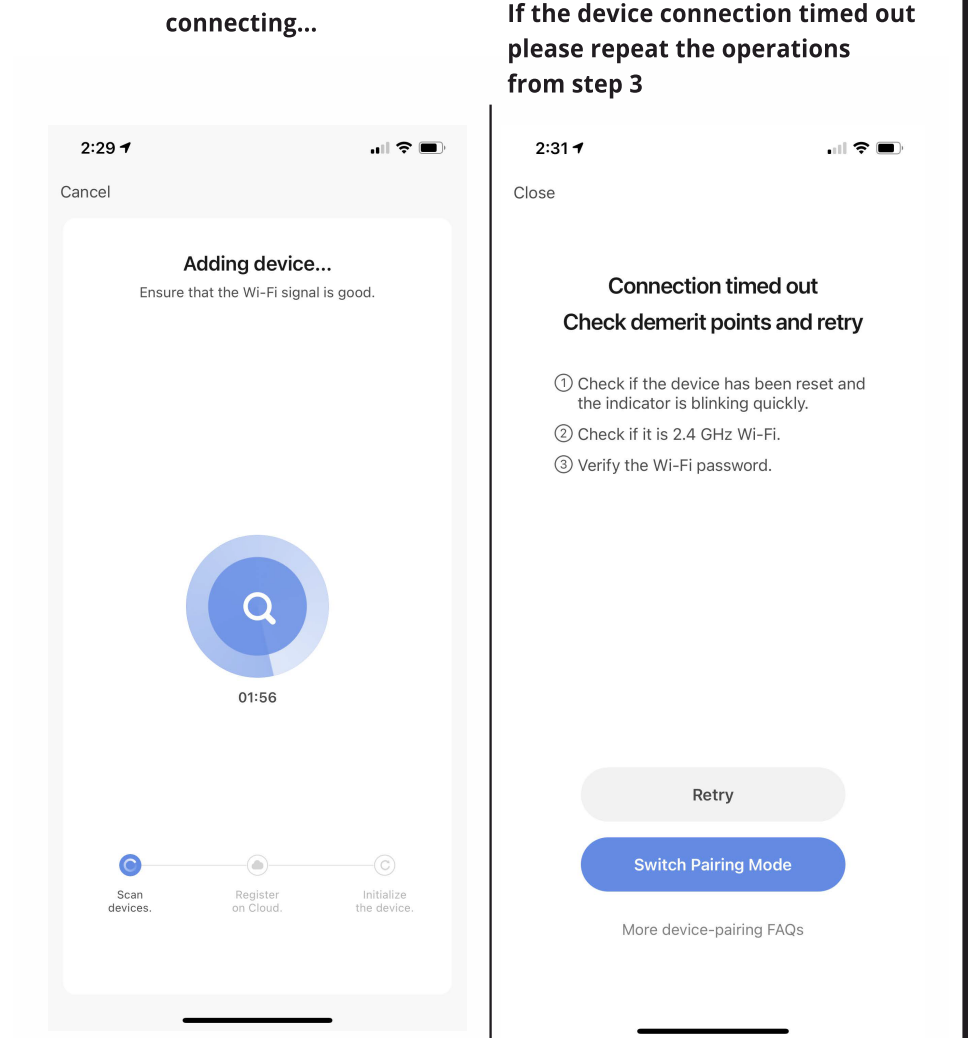 connecting...
2:29
Cancel
Adding device...
Ensure that the Wi-Fi signal is good.
01:56
Scan
devices.
Register
on Cloud.
Initialize
the device.
If the device connection timed out
please repeat the operations
from step 3
2:31
Close
Connection timed out
Check demerit points and retry
1 Check if the device has been reset and
the indicator is blinking quickly.
2 Check if it is 2.4 GHz Wi-Fi.
3 Verify the Wi-Fi password.
Retry
Switch Pairing Mode
More device-pairing FAQs